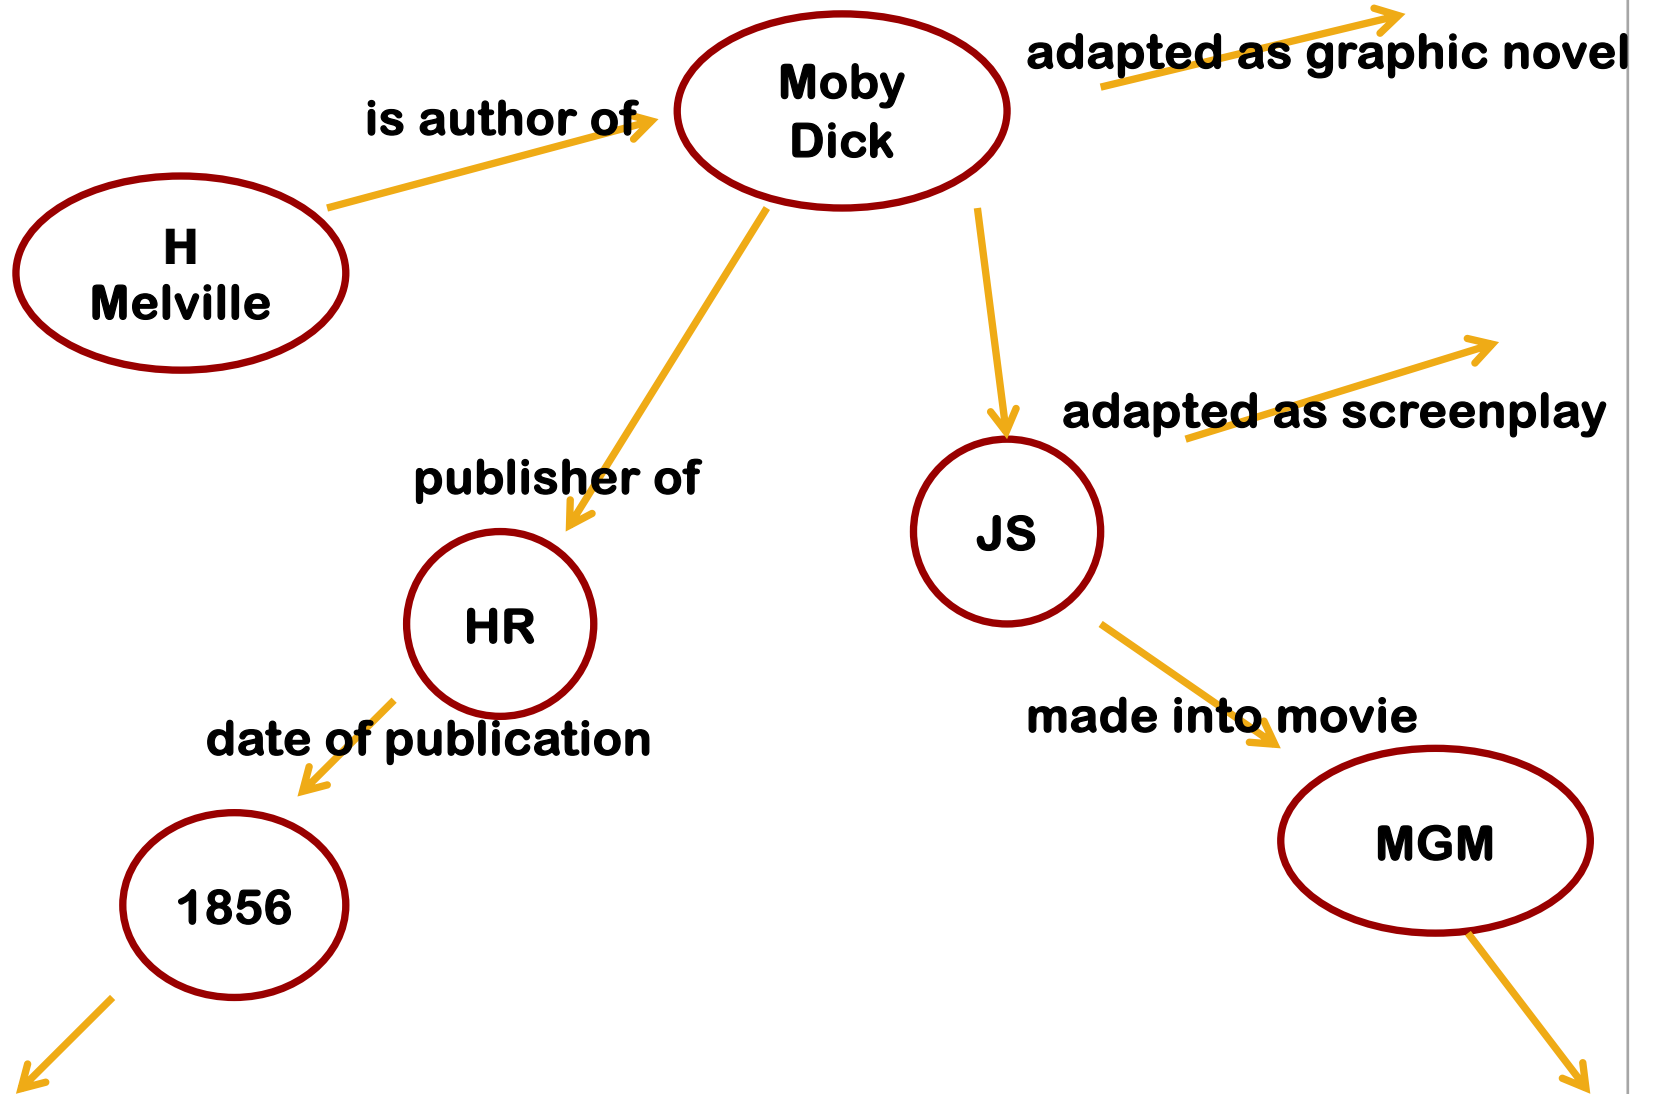 adapted as graphic novel
Moby
Dick
is author of
H
Melville
adapted as screenplay
publisher of
JS
HR
made into movie
date of publication
MGM
1856